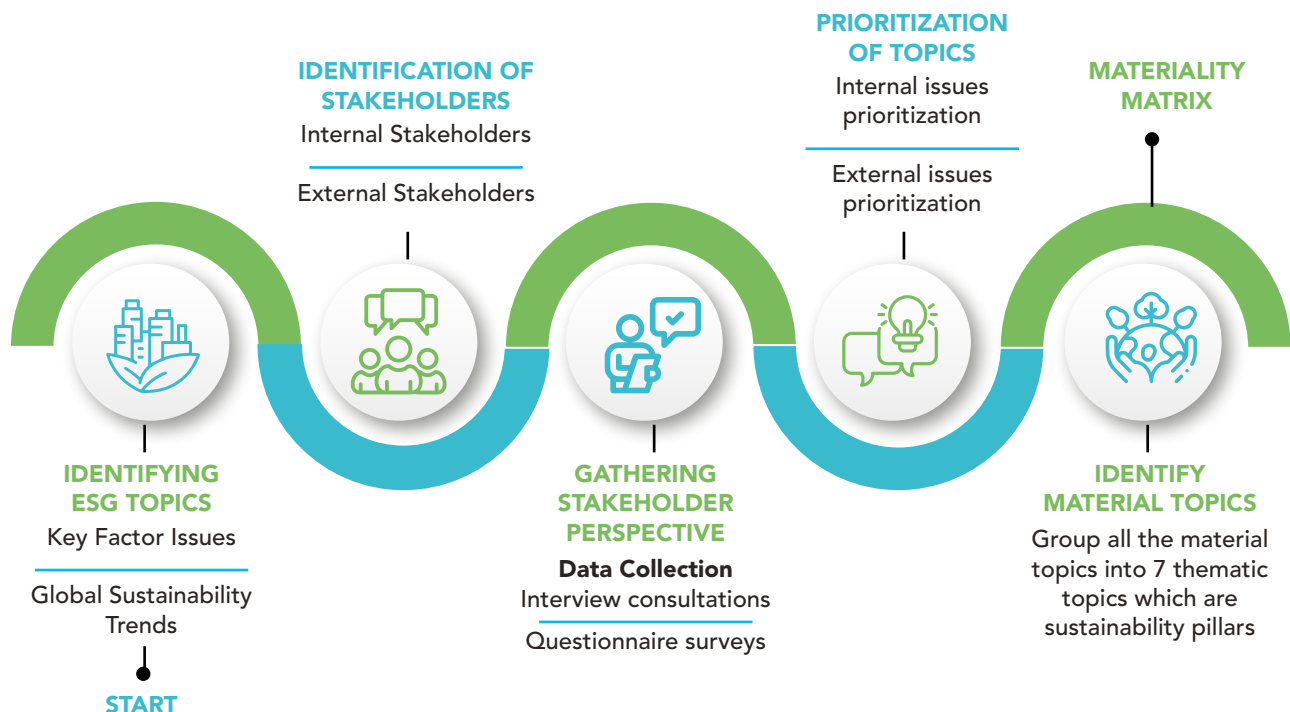 IDENTIFYING
ESG TOPICS
Key Factor Issues
Global Sustainability
Trends
START
IDENTIFICATION OF
STAKEHOLDERS
Internal Stakeholders
External Stakeholders
GATHERING
STAKEHOLDER
PERSPECTIVE
Data Collection
Interview consultations
Questionnaire surveys
PRIORITIZATION
OF TOPICS
Internal issues
prioritization
External issues
prioritization
MATERIALITY
MATRIX
IDENTIFY
MATERIAL TOPICS
Group all the material
topics into 7 thematic
topics which are
sustainability pillars